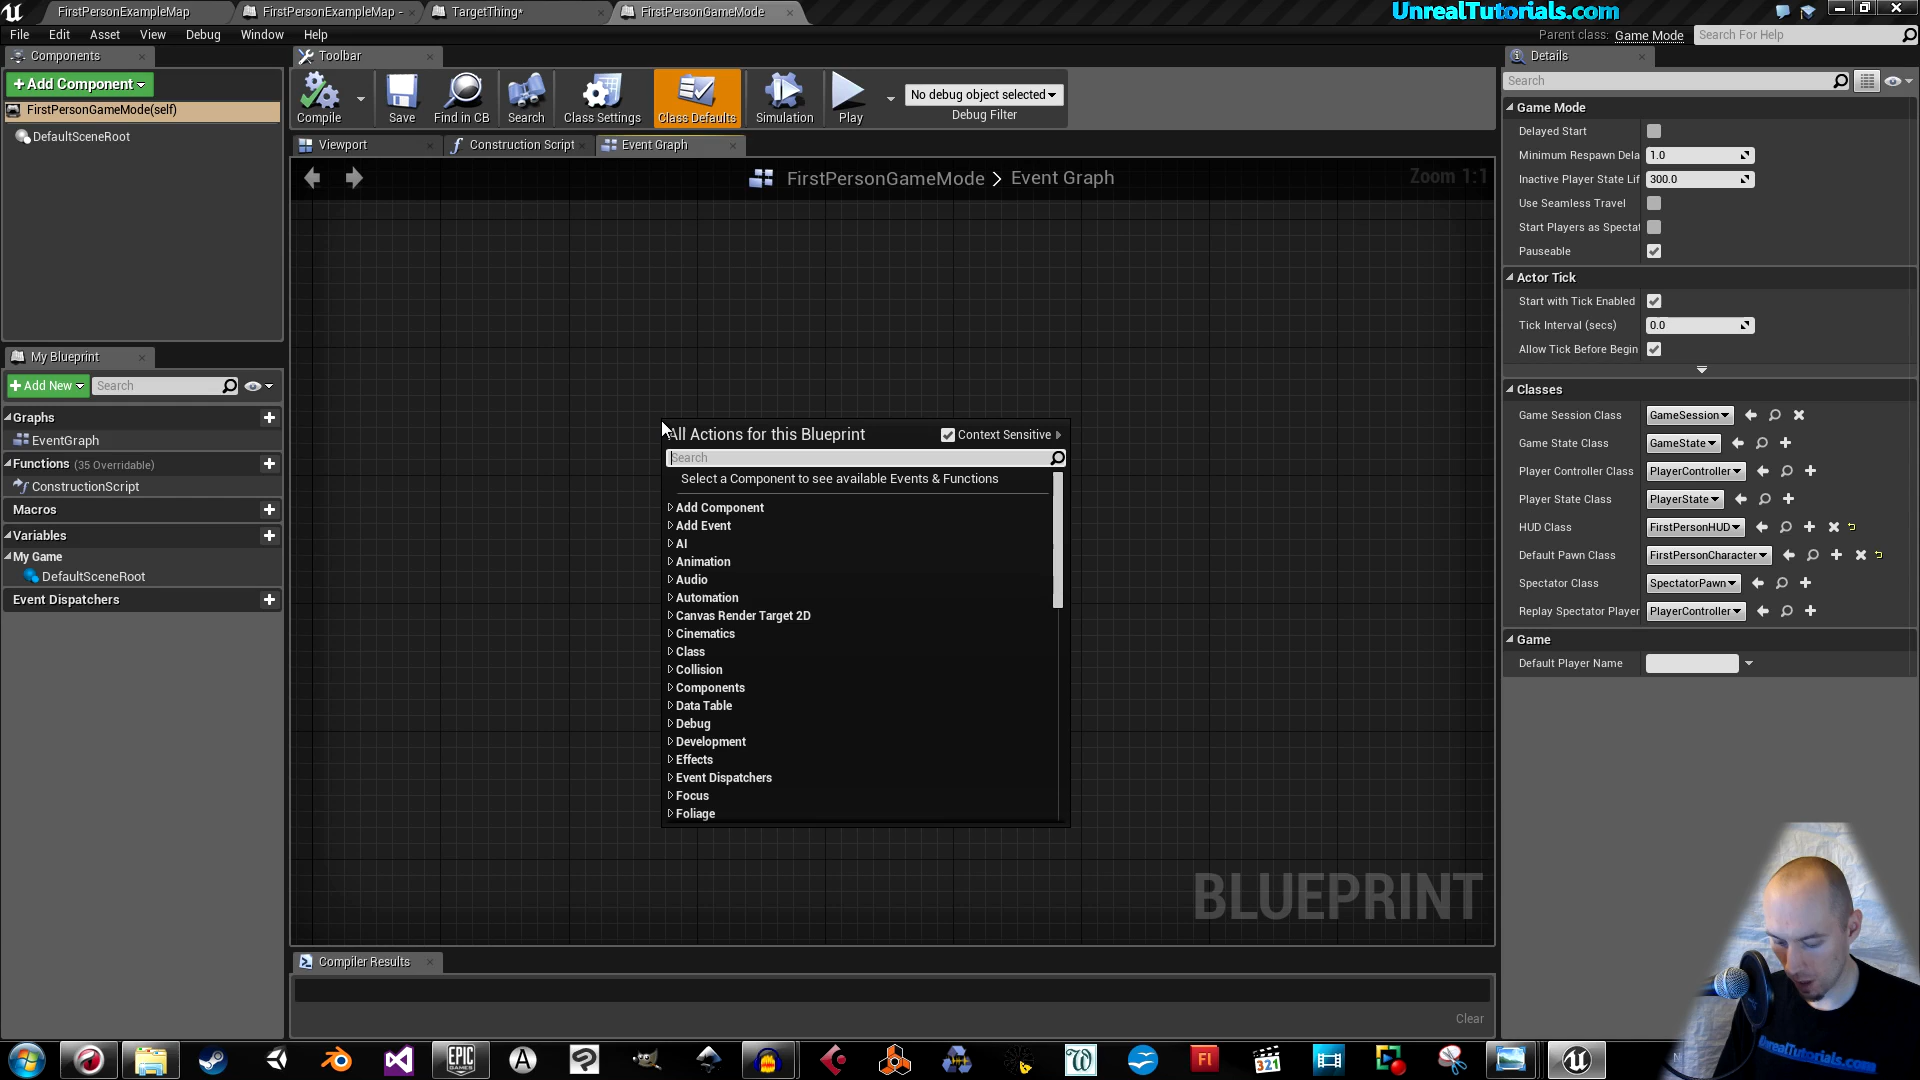 FirstPersonExampleMap
FirstPersonExampleMap -
TargetThing*
FirstPersonGameMode
UnrealTutorials.com
File Edit Asset View Debug Window Help
Parent class: Game Mode
Search For Help
Components
+Add Component
FirstPersonGameMode(self)
DefaultSceneRoot
Toolbar
Compile
Save
Find in CB
Search
Class Settings
Class Defaults
Simulation
Play
No debug object selected
Debug Filter
Viewport
Construction Script
Event Graph
FirstPersonGameMode > Event Graph
Zoom 1:1
My Blueprint
+Add New
Search
Graphs
EventGraph
Functions (35 Overridable)
ConstructionScript
Macros
Variables
My Game
DefaultSceneRoot
Event Dispatchers
All Actions for this Blueprint
Context Sensitive
Search
Select a Component to see available Events & Functions
Add Component
Add Event
AI
Animation
Audio
Automation
Canvas Render Target 2D
Cinematics
Class
Collision
Components
Data Table
Debug
Development
Effects
Event Dispatchers
Focus
Foliage
BLUEPRINT
Compiler Results
Clear
Details
Search
Game Mode
Delayed Start
Minimum Respawn Dela 1.0
Inactive Player State Lif 300.0
Use Seamless Travel
Start Players as Spectat
Pauseable
Actor Tick
Start with Tick Enabled
Tick Interval (secs) 0.0
Allow Tick Before Begin
Classes
Game Session Class GameSession
Game State Class GameState
Player Controller Class PlayerController
Player State Class PlayerState
HUD Class FirstPersonHUD
Default Pawn Class FirstPersonCharacter
Spectator Class SpectatorPawn
Replay Spectator Player PlayerController
Game
Default Player Name
EPIC
GAMES
Fl
321
UnrealTutorials.com